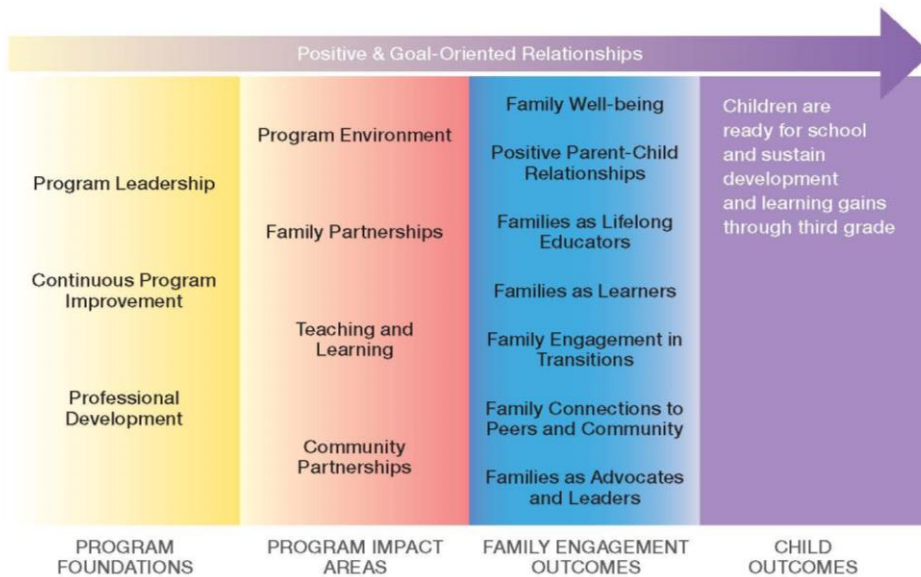 Positive & Goal-Oriented Relationships
Program Leadership
Continuous Program
Improvement
Professional
Development
PROGRAM
FOUNDATIONS
Program Environment
Family Partnerships
Teaching and
Learning
Community
Partnerships
PROGRAM IMPACT
AREAS
Family Well-being
Positive Parent-Child
Relationships
Families as Lifelong
Educators
Families as Learners
Family Engagement in
Transitions
Family Connections to
Peers and Community
Families as Advocates
and Leaders
FAMILY ENGAGEMENT
OUTCOMES
Children are
ready for school
and sustain
development
and learning gains
through third grade
CHILD
OUTCOMES